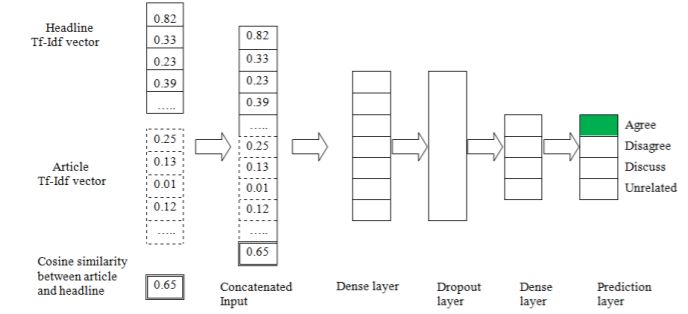 Headline
Tf-Idf vector
0.82
0.33
0.23
0.39
.....
Article
Tf-Idf vector
0.25
0.13
0.01
0.12
.....
Cosine similarity
between article
and headline
0.65
0.82
0.33
0.23
0.39
.....
0.25
0.13
0.01
0.12
.....
0.65
Concatenated
Input
Dense layer
Dropout
layer
Dense
layer
Agree
Disagree
Discuss
Unrelated
Prediction
layer